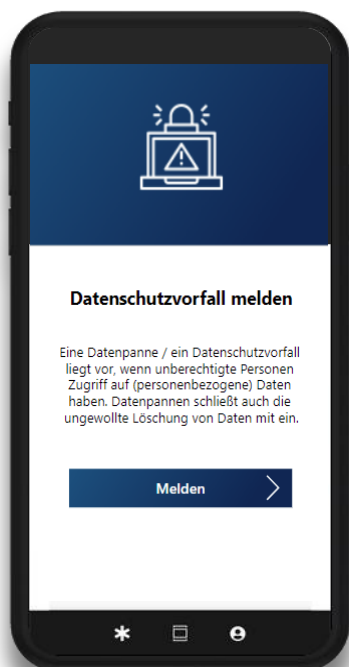 Datenschutzvorfall melden
Eine Datenpanne / ein Datenschutzvorfall
liegt vor, wenn unberechtigte Personen
Zugriff auf (personenbezogene) Daten
haben. Datenpannen schließt auch die
ungewollte Löschung von Daten mit ein.
Melden